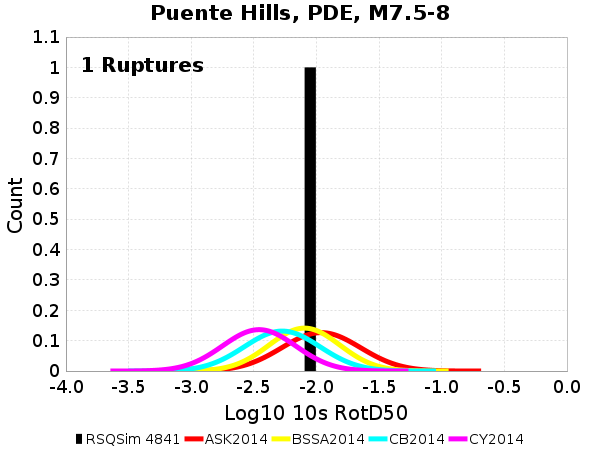 Puente Hills, PDE, M7.5-8
1 Ruptures
Count
1.1
1
0.9
0.8
0.7
0.6
0.5
0.4
0.3
0.2
0.1
0
-4.0 -3.5 -3.0 -2.5 -2.0 -1.5 -1.0 -0.5 0.0
Log10 10s RotD50
RSQSim 4841 ASK2014 BSSA2014 CB2014 CY2014